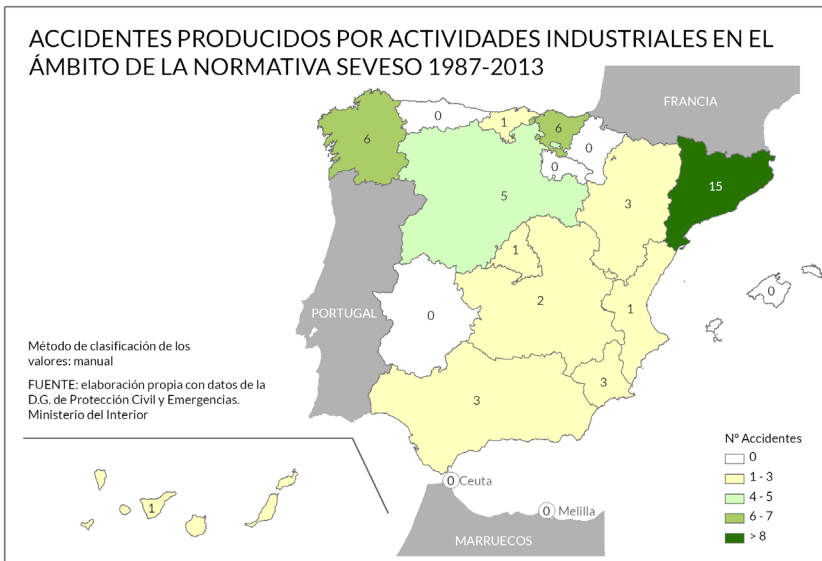 ACCIDENTES PRODUCIDOS POR ACTIVIDADES INDUSTRIALES EN EL
ÁMBITO DE LA NORMATIVA SEVESO 1987-2013
FRANCIA
0
1
6
6
0
0
15
5
3
1
2
0
PORTUGAL
0
1
3
3
Método de clasificación de los
valores: manual
FUENTE: elaboración propia con datos de la
D.G. de Protección Civil y Emergencias.
Ministerio del Interior
Nº Accidentes
0
1 - 3
4 - 5
6 - 7
> 8
0 Ceuta
1
0 Melilla
MARRUECOS